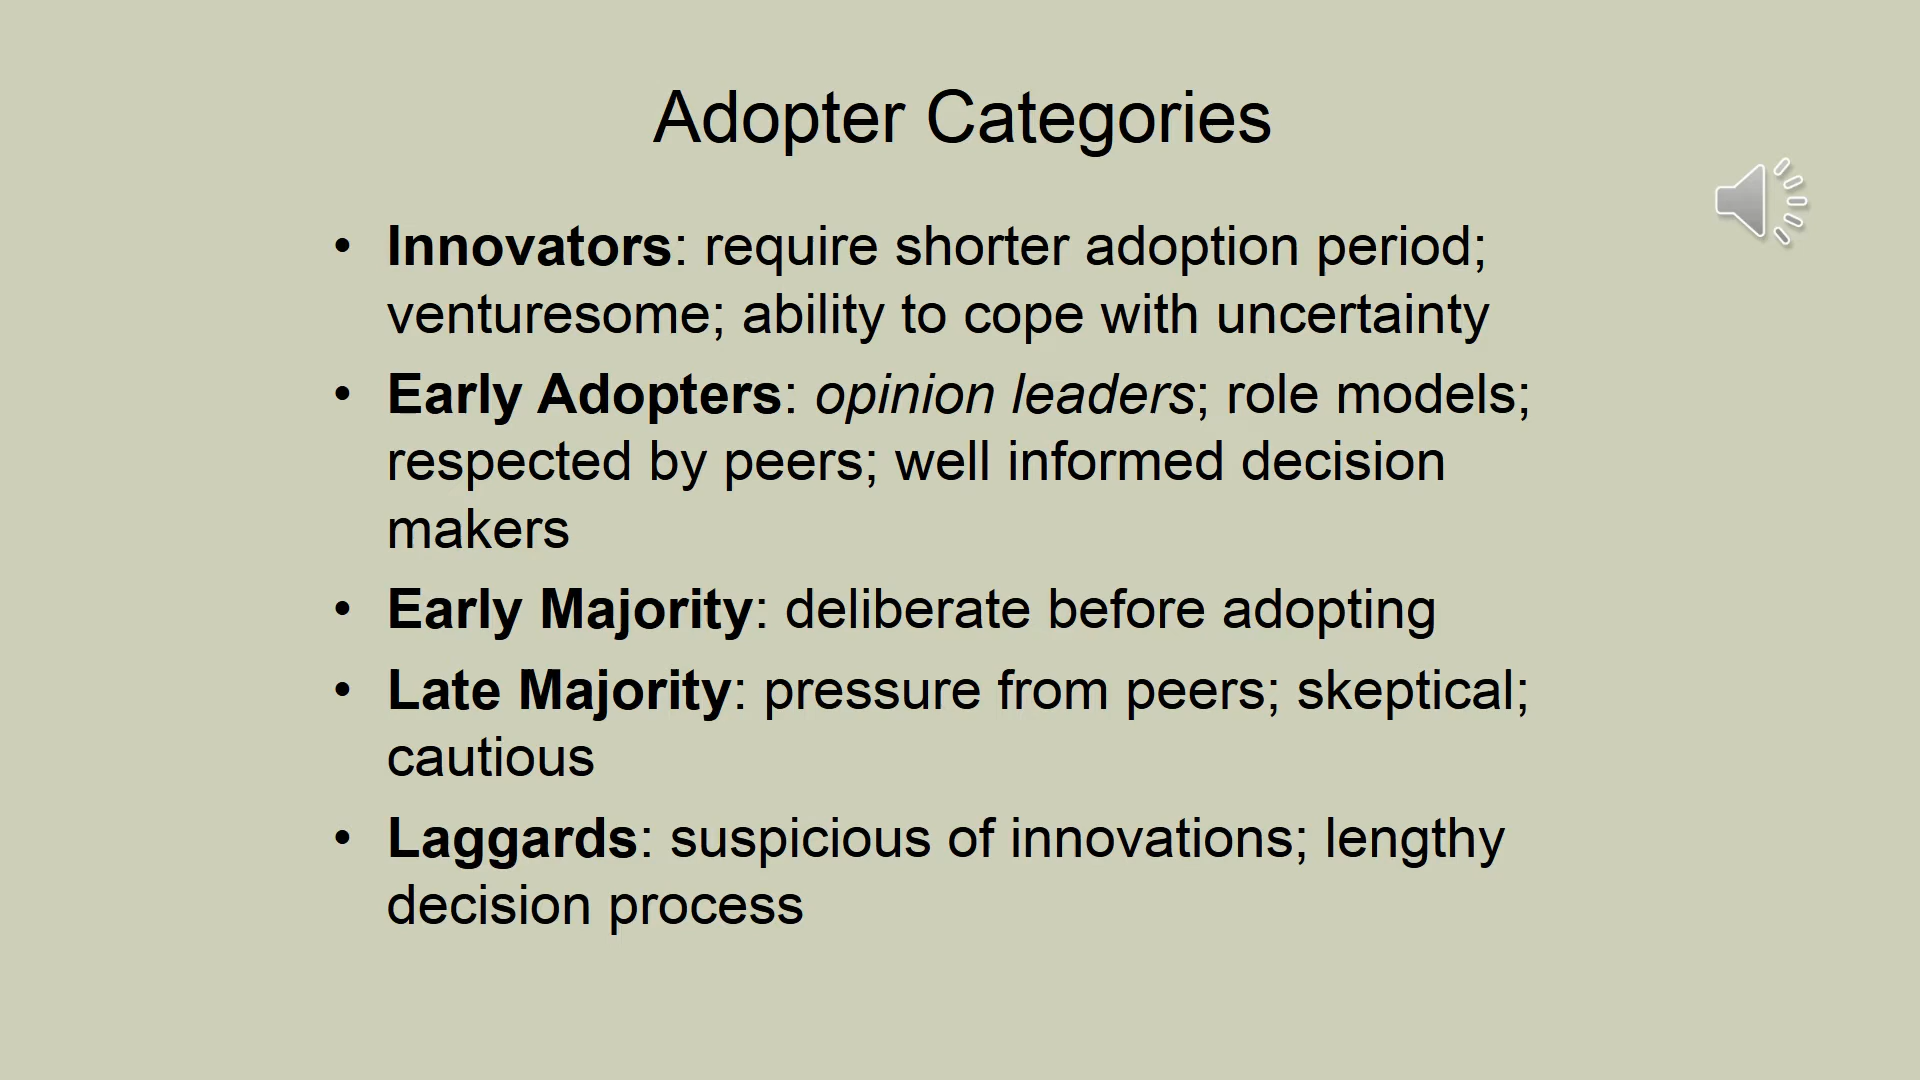 Adopter Categories
• Innovators: require shorter adoption period;
venturesome; ability to cope with uncertainty
• Early Adopters: opinion leaders; role models;
respected by peers; well informed decision
makers
• Early Majority: deliberate before adopting
• Late Majority: pressure from peers; skeptical;
cautious
• Laggards: suspicious of innovations; lengthy
decision process